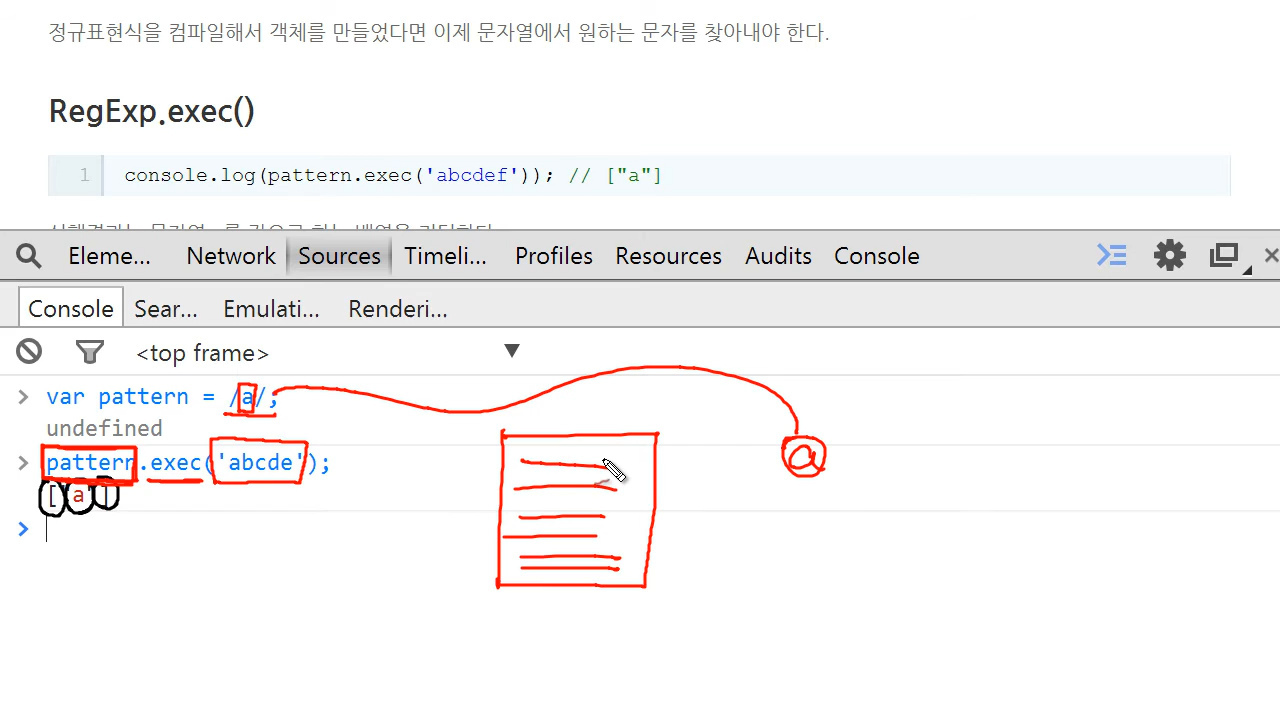 정규표현식을 컴파일해서 객체를 만들었다면 이제 문자열에서 원하는 문자를 찾아내야 한다.
RegExp.exec()
1 console.log(pattern.exec('abcdef')); // ["a"]
Eleme... Network Sources Timeli... Profiles Resources Audits Console
Console Sear... Emulati... Renderi...
<top frame>
> var pattern = /a/;
undefined
> pattern.exec('abcde');
["a"]
>
a